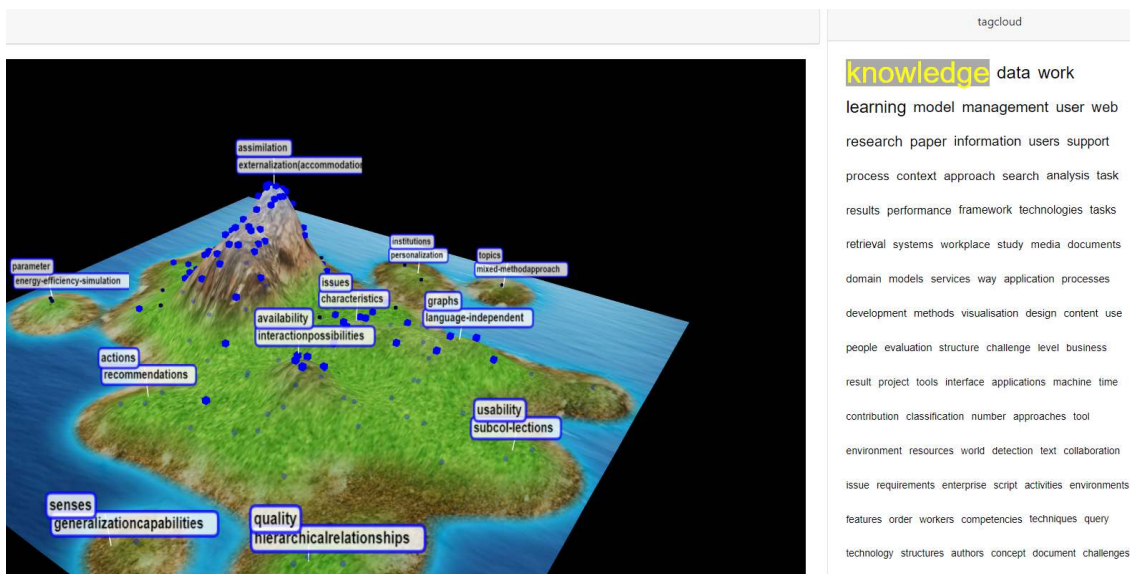 tagcloud
knowledge data work
learning model management user web
research paper information users support
process context approach search analysis task
results performance framework technologies tasks
retrieval systems workplace study media documents
domain models services way application processes
development methods visualisation design content use
people evaluation structure challenge level business
result project tools interface applications machine time
contribution classification number approaches tool
environment resources world detection text collaboration
issue requirements enterprise script activities environments
features order workers competencies techniques query
technology structures authors concept document challenges
assimilation
externalization(accommodation
institutions
personalization
topics
mixed-methodapproach
parameter
energy-efficiency-simulation
issues
characteristics
graphs
language-independent
availability
interactionpossibilities
actions
recommendations
usability
subcol-lections
senses
generalizationcapabilities
quality
hierarchicalrelationships